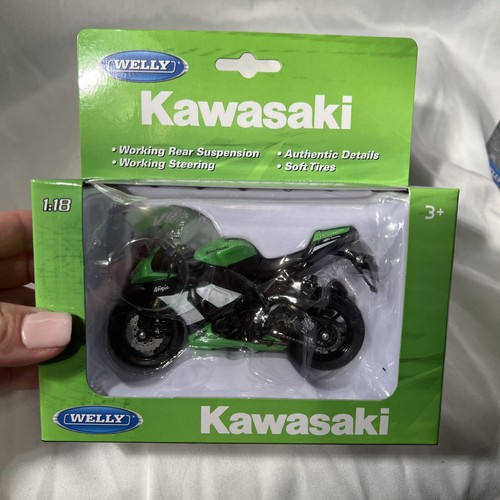 WELLY
Kawasaki
• Working Rear Suspension • Authentic Details
• Working Steering • Soft Tires
1:18
3+
Ninja
WELLY
Kawasaki